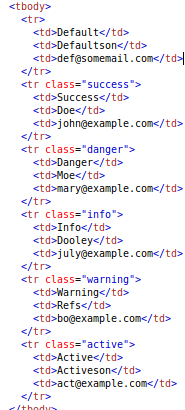 <tbody>
<tr>
<td>Default</td>
<td>Defaultson</td>
<td>def@somemail.com</td>
</tr>
<tr class="success">
<td>Success</td>
<td>Doe</td>
<td>john@example.com</td>
</tr>
<tr class="danger">
<td>Danger</td>
<td>Moe</td>
<td>mary@example.com</td>
</tr>
<tr class="info">
<td>Info</td>
<td>Dooley</td>
<td>july@example.com</td>
</tr>
<tr class="warning">
<td>Warning</td>
<td>Refs</td>
<td>bo@example.com</td>
</tr>
<tr class="active">
<td>Active</td>
<td>Activeson</td>
<td>act@example.com</td>
</tr>
</tbody>